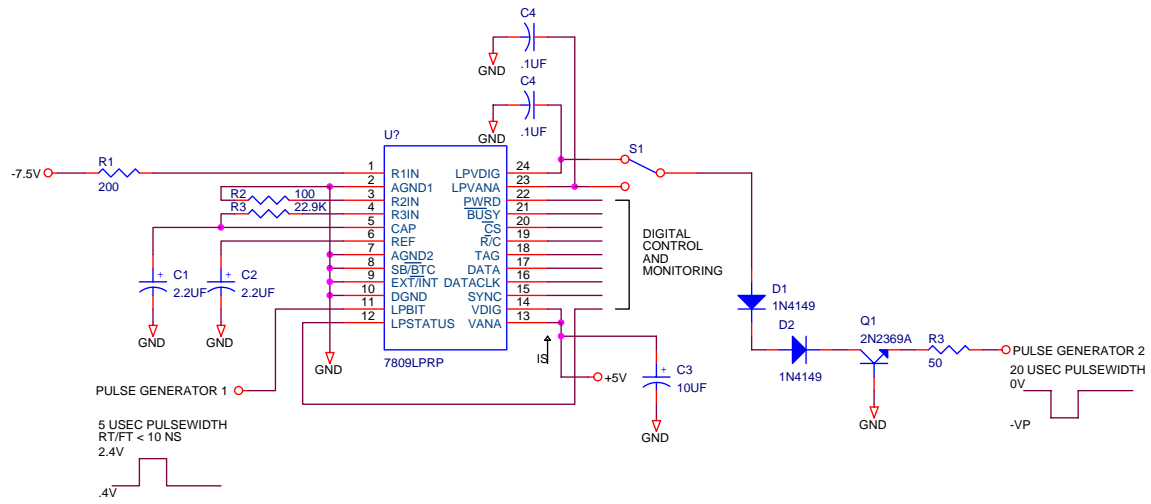 C4
GND
.1UF
C4
GND
.1UF
U?
S1
-7.5V
R1
200
1
R1IN
LPVDIG
24
2
AGND1
LPVANA
23
R2
100
3
R2IN
PWRD
22
R3
22.9K
4
R3IN
BUSY
21
5
CAP
CS
20
6
REF
R/C
19
7
AGND2
TAG
18
8
SB/BTC
DATA
17
9
EXT/INT
DATACLK
16
10
DGND
SYNC
15
11
LPBIT
VDIG
14
12
LPSTATUS
VANA
13
7809LPRP
DIGITAL
CONTROL
AND
MONITORING
C1
2.2UF
C2
2.2UF
GND
GND
GND
IS
+5V
C3
10UF
GND
D1
1N4149
D2
1N4149
Q1
2N2369A
GND
R3
50
PULSE GENERATOR 2
20 USEC PULSEWIDTH
0V
-VP
PULSE GENERATOR 1
5 USEC PULSEWIDTH
RT/FT < 10 NS
2.4V
.4V